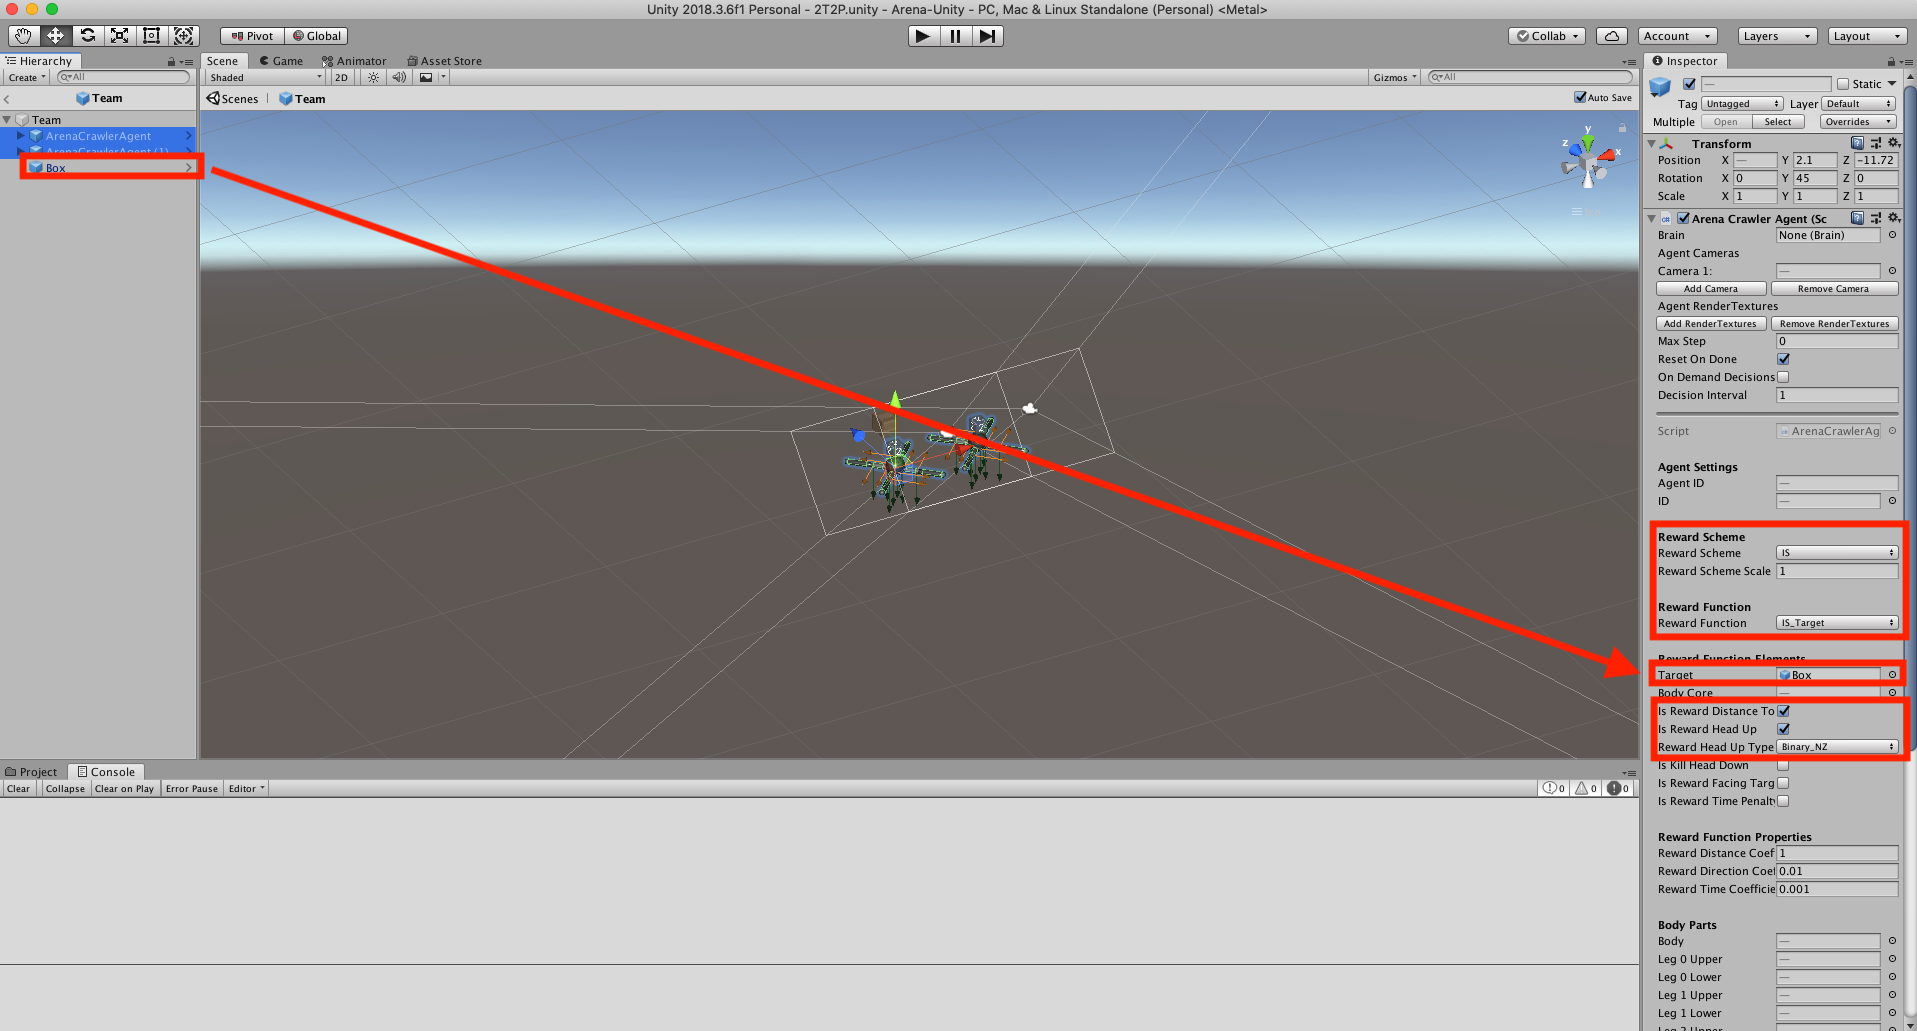 Unity 2018.3.6f1 Personal - 2T2P.unity - Arena-Unity - PC, Mac & Linux Standalone (Personal) <Metal>
Pivot Global Collab Account Layers Layout
Hierarchy
Create All
Team
Team
ArenaCrawlerAgent
ArenaCrawlerAgent (1)
Box
Scene Game Animator Asset Store
Shaded 2D Gizmos All
Scenes Team Auto Save
y
z x
Inspector
— Static
Tag Untagged Layer Default
Multiple Open Select Overrides
Transform
Position X — Y 2.1 Z -11.72
Rotation X 0 Y 45 Z 0
Scale X 1 Y 1 Z 1
Arena Crawler Agent (Sc
Brain None (Brain)
Agent Cameras
Camera 1: —
Add Camera Remove Camera
Agent RenderTextures
Add RenderTextures Remove RenderTextures
Max Step 0
Reset On Done
On Demand Decisions
Decision Interval 1
Script ArenaCrawlerAg
Agent Settings
Agent ID —
ID —
Reward Scheme
Reward Scheme IS
Reward Scheme Scale 1
Reward Function
Reward Function IS_Target
Reward Function Elements
Target Box
Body Core —
Is Reward Distance To
Is Reward Head Up
Reward Head Up Type Binary_NZ
Is Kill Head Down
Is Reward Facing Targ
Is Reward Time Penalt
Reward Function Properties
Reward Distance Coef 1
Reward Direction Coef 0.01
Reward Time Coefficie 0.001
Body Parts
Body —
Leg 0 Upper —
Leg 0 Lower —
Leg 1 Upper —
Leg 1 Lower —
Leg 2 Upper
Project Console
Clear Collapse Clear on Play Error Pause Editor 0 0 0